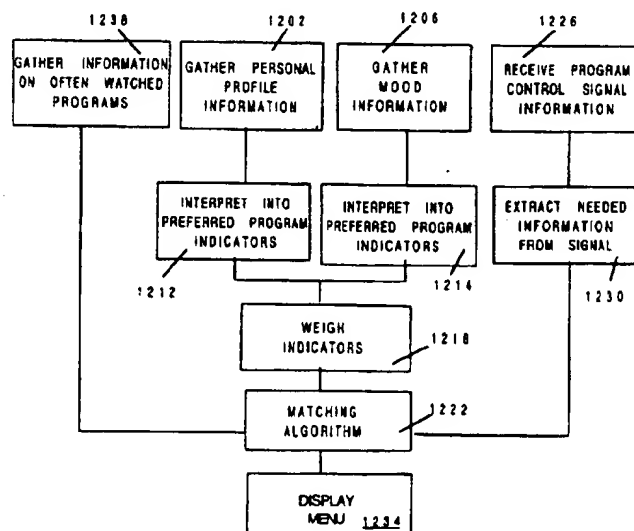 1238
1202
1206
1226
GATHER INFORMATION
ON OFTEN WATCHED
PROGRAMS
GATHER PERSONAL
PROFILE
INFORMATION
GATHER
MOOD
INFORMATION
RECEIVE PROGRAM
CONTROL SIGNAL
INFORMATION
INTERPRET INTO
PREFERRED PROGRAM
INDICATORS
1212
INTERPRET INTO
PREFERRED PROGRAM
INDICATORS
1214
EXTRACT NEEDED
INFORMATION
FROM SIGNAL
1230
WEIGH
INDICATORS
1218
MATCHING
ALGORITHM
1222
DISPLAY
MENU
1234